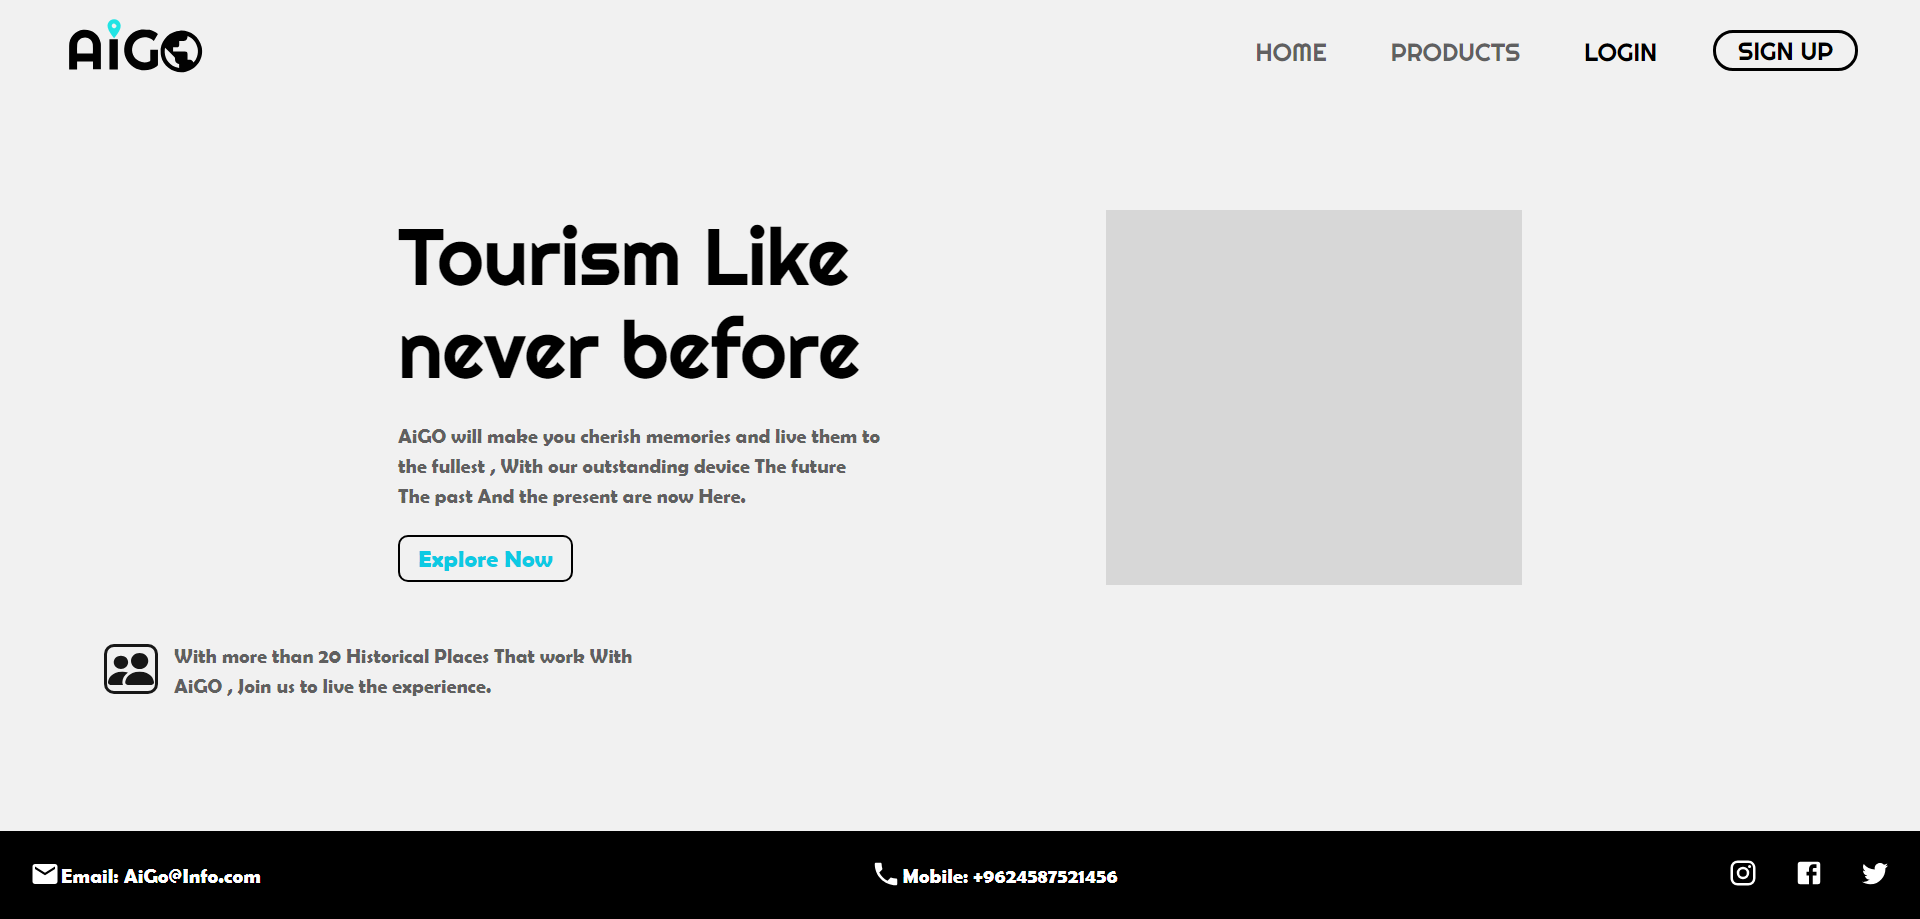 AiGO
HOME
PRODUCTS
LOGIN
SIGN UP
Tourism Like
never before
AiGO will make you cherish memories and live them to
the fullest , With our outstanding device The future
The past And the present are now Here.
Explore Now
With more than 20 Historical Places That work With
AiGO , Join us to live the experience.
Email: AiGo@Info.com
Mobile: +9624587521456